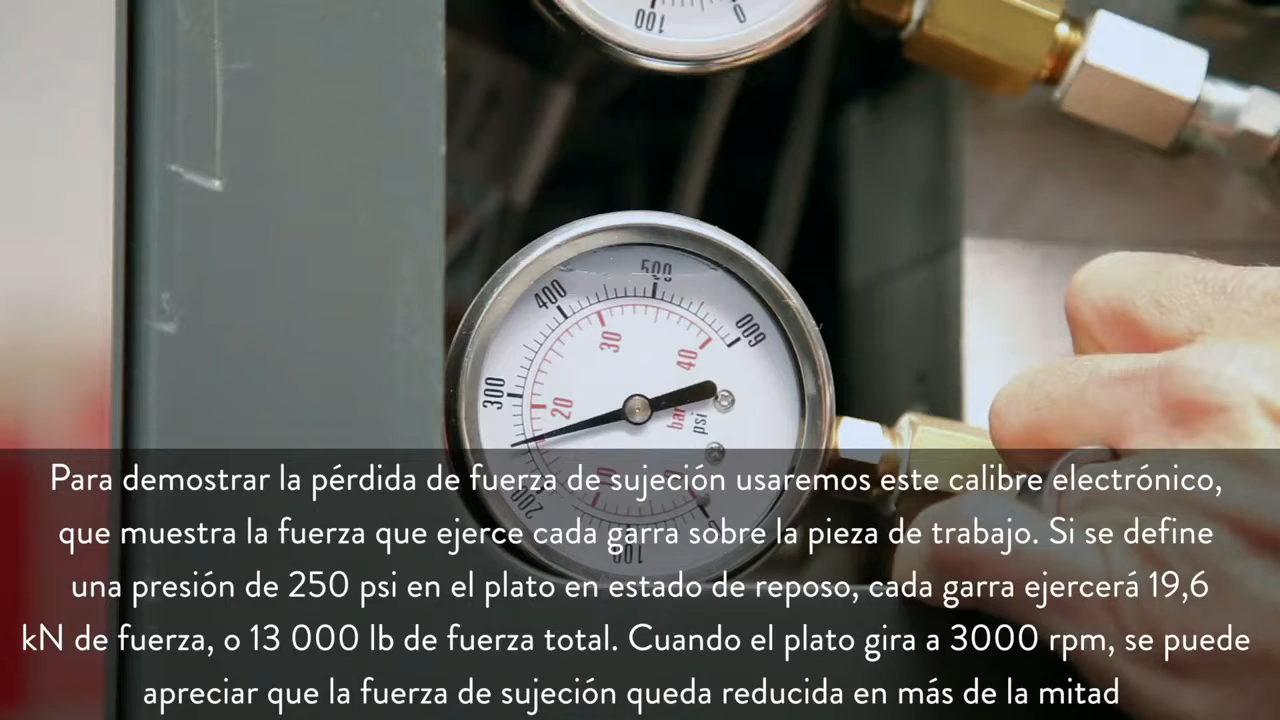 100 0
500
400
600
30
40
300
20
bar
psi
10
0
200
100
Para demostrar la pérdida de fuerza de sujeción usaremos este calibre electrónico,
que muestra la fuerza que ejerce cada garra sobre la pieza de trabajo. Si se define
una presión de 250 psi en el plato en estado de reposo, cada garra ejercerá 19,6
kN de fuerza, o 13 000 lb de fuerza total. Cuando el plato gira a 3000 rpm, se puede
apreciar que la fuerza de sujeción queda reducida en más de la mitad